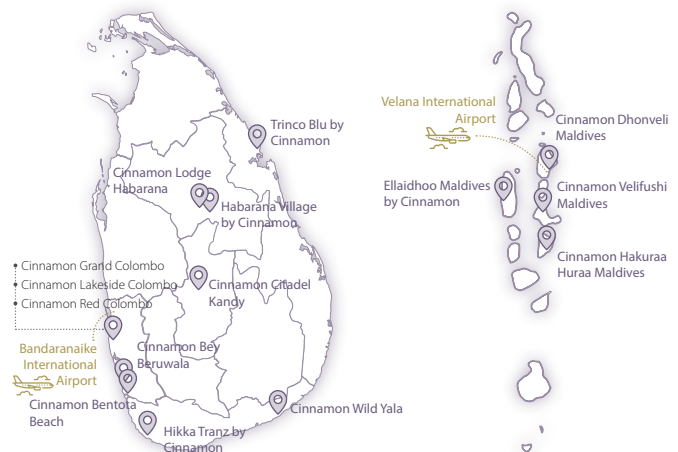 Trinco Blu by
Cinnamon
Cinnamon Lodge
Habarana
Habarana Village
by Cinnamon
• Cinnamon Grand Colombo
• Cinnamon Lakeside Colombo
• Cinnamon Red Colombo
Cinnamon Citadel
Kandy
Bandaranaike
International
Airport
Cinnamon Bey
Beruwala
Cinnamon Bentota
Beach
Hikka Tranz by
Cinnamon
Cinnamon Wild Yala
Velana International
Airport
Cinnamon Dhonveli
Maldives
Ellaidhoo Maldives
by Cinnamon
Cinnamon Velifushi
Maldives
Cinnamon Hakuraa
Huraa Maldives